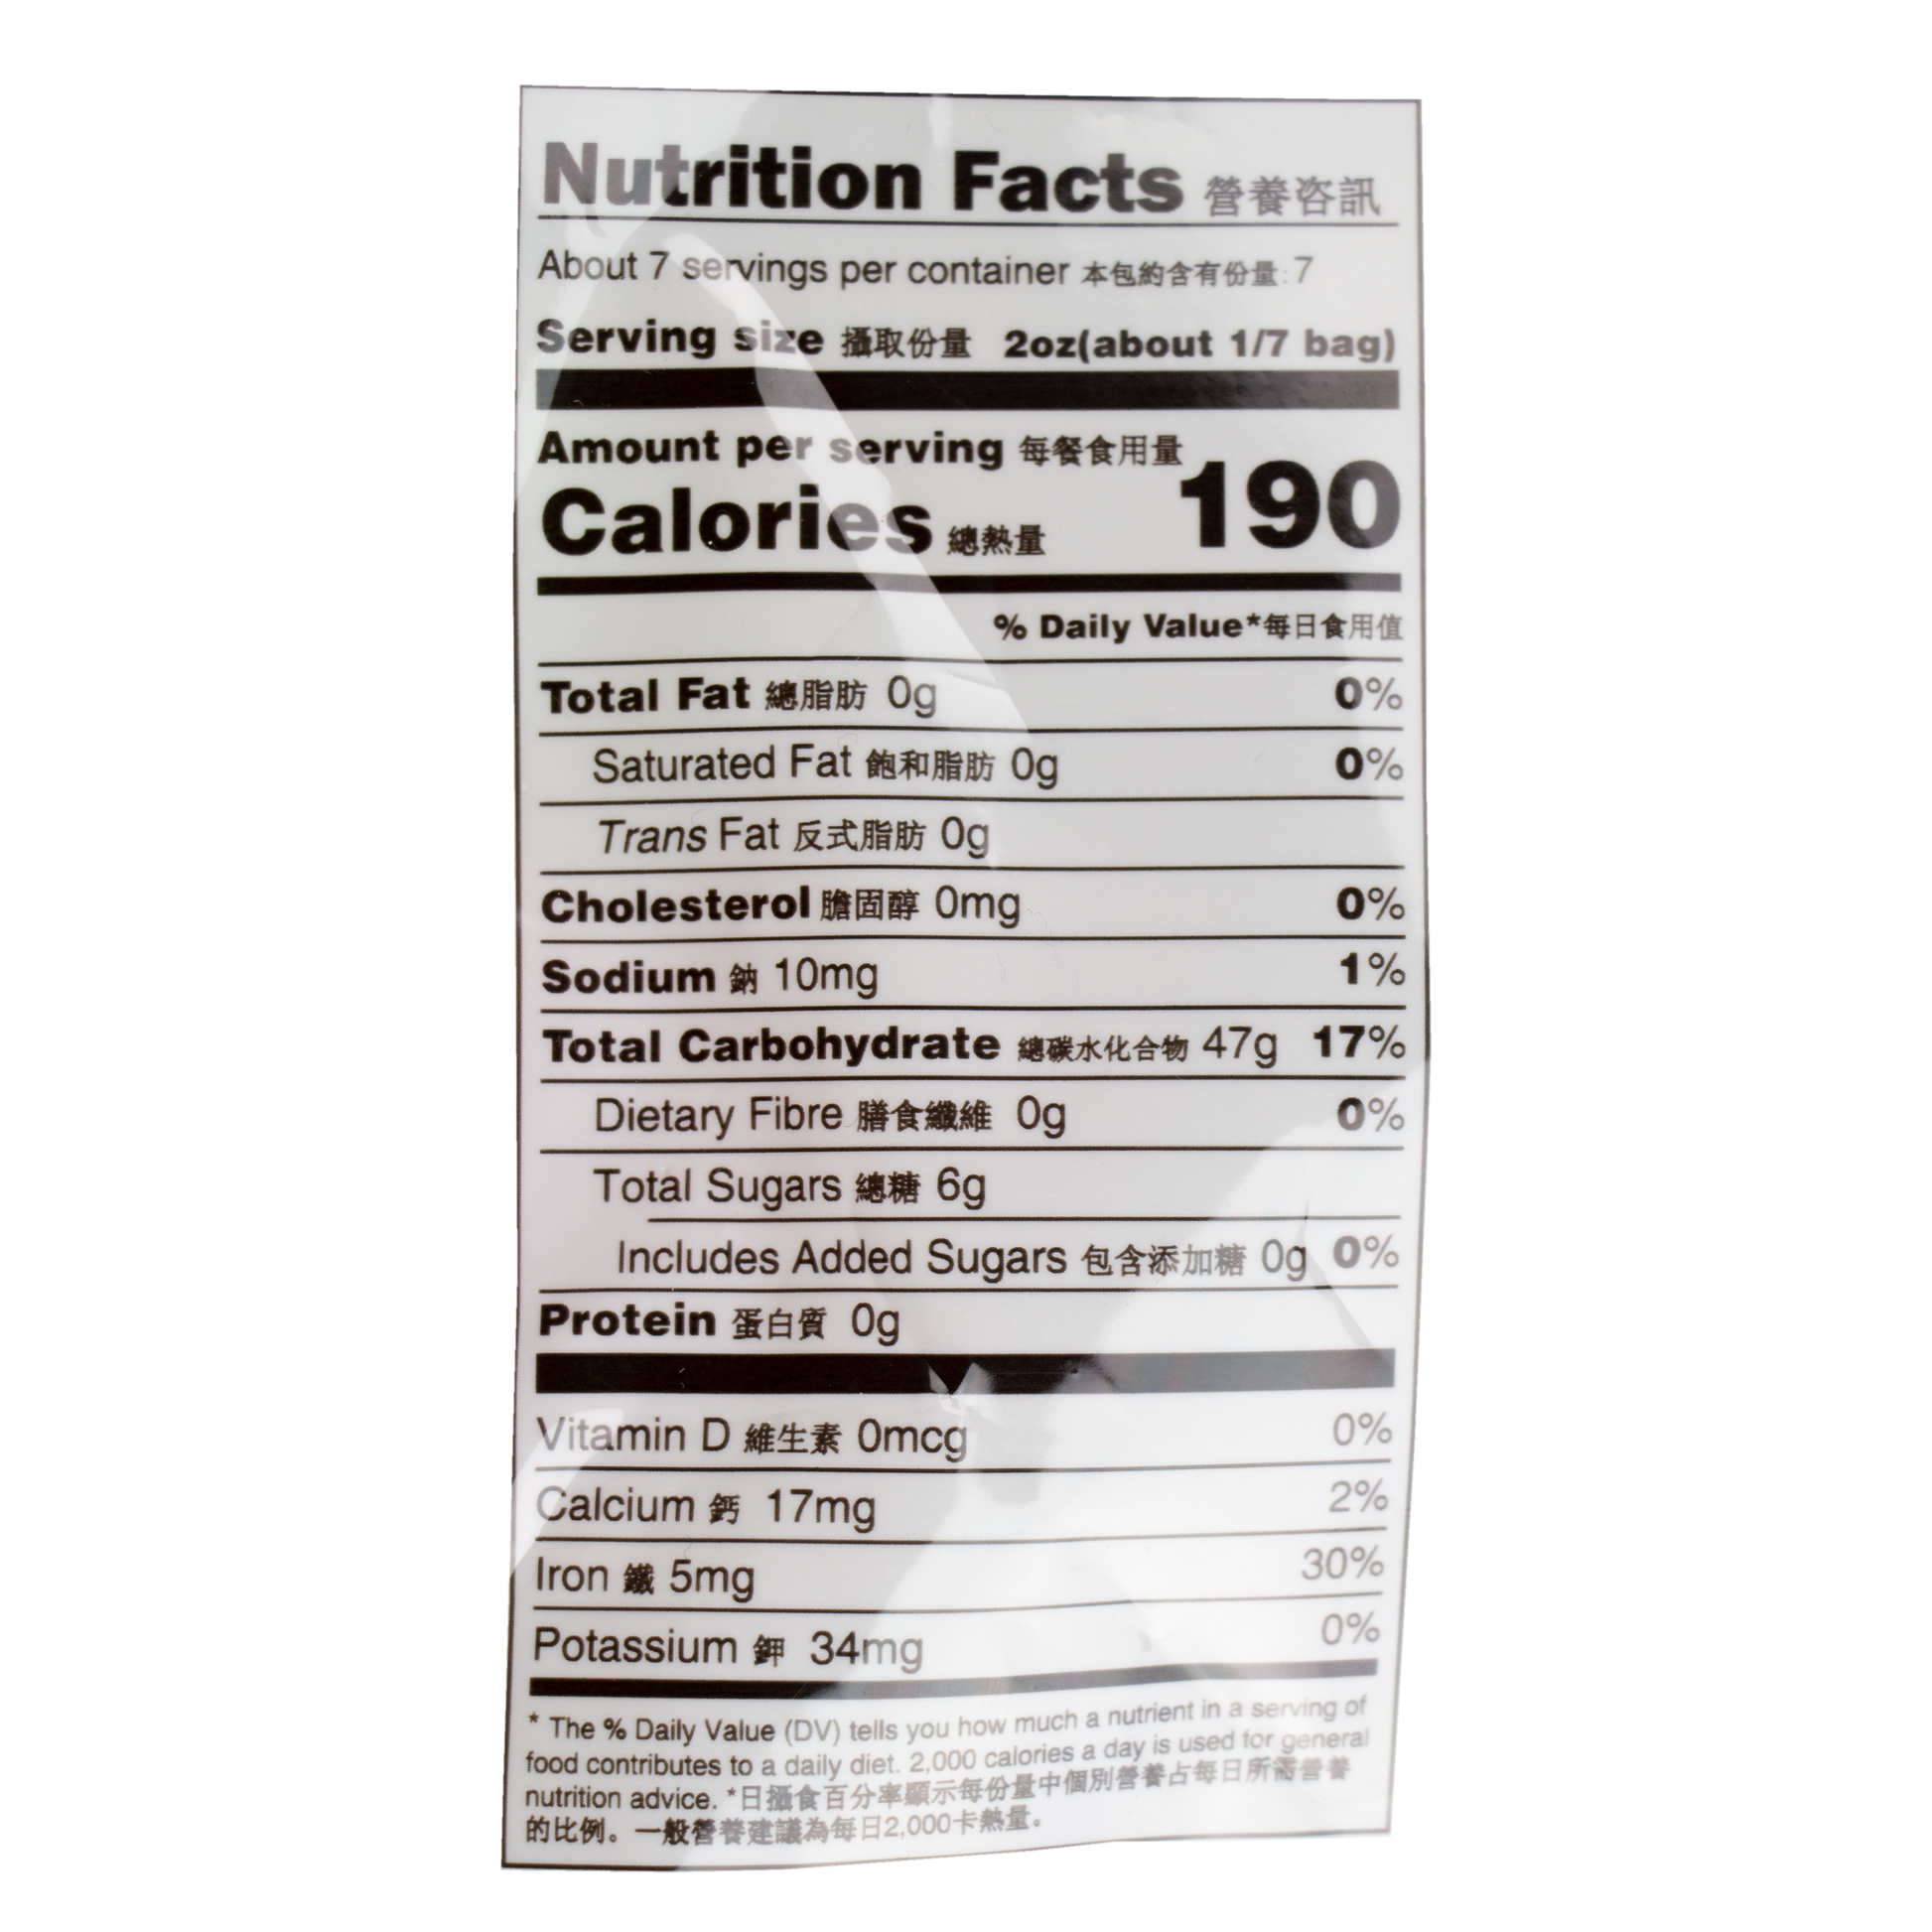 Nutrition Facts 營養咨訊
About 7 servings per container 本包約含有份量:7
Serving size 攝取份量 2oz(about 1/7 bag)
Amount per serving 每餐食用量
Calories 總熱量 190
% Daily Value*每日食用值
Total Fat 總脂肪 0g 0%
Saturated Fat 飽和脂肪 0g 0%
Trans Fat 反式脂肪 0g
Cholesterol 膽固醇 0mg 0%
Sodium 鈉 10mg 1%
Total Carbohydrate 總碳水化合物 47g 17%
Dietary Fibre 膳食纖維 0g 0%
Total Sugars 總糖 6g
Includes Added Sugars 包含添加糖 0g 0%
Protein 蛋白質 0g
Vitamin D 維生素 0mcg 0%
Calcium 鈣 17mg 2%
Iron 鐵 5mg 30%
Potassium 鉀 34mg 0%
* The % Daily Value (DV) tells you how much a nutrient in a serving of
food contributes to a daily diet. 2,000 calories a day is used for general
nutrition advice. *日攝食百分率顯示每份量中個別營養占每日所需營養
的比例。一般營養建議為每日2,000卡熱量。